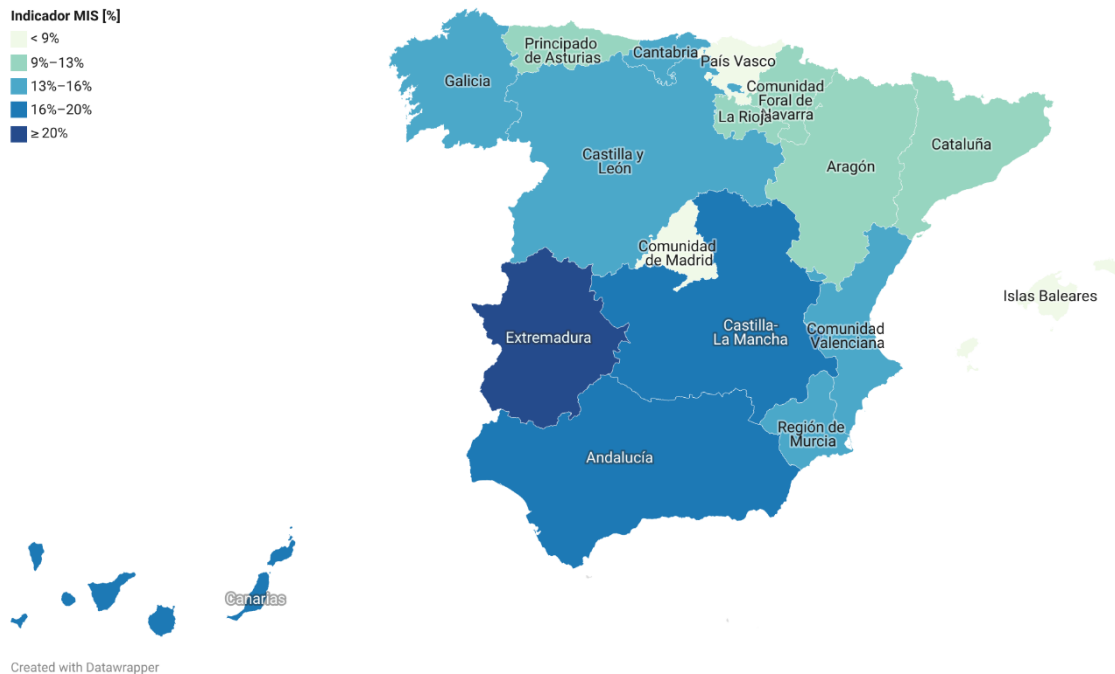 Indicador MIS [%]
< 9%
9%–13%
13%–16%
16%–20%
≥ 20%
Principado
de Asturias
Cantabria
País Vasco
Galicia
Comunidad
Foral de
Navarra
La Rioja
Cataluña
Castilla y
León
Aragón
Comunidad
de Madrid
Islas Baleares
Extremadura
Castilla-
La Mancha
Comunidad
Valenciana
Región de
Murcia
Andalucía
Canarias
Created with Datawrapper